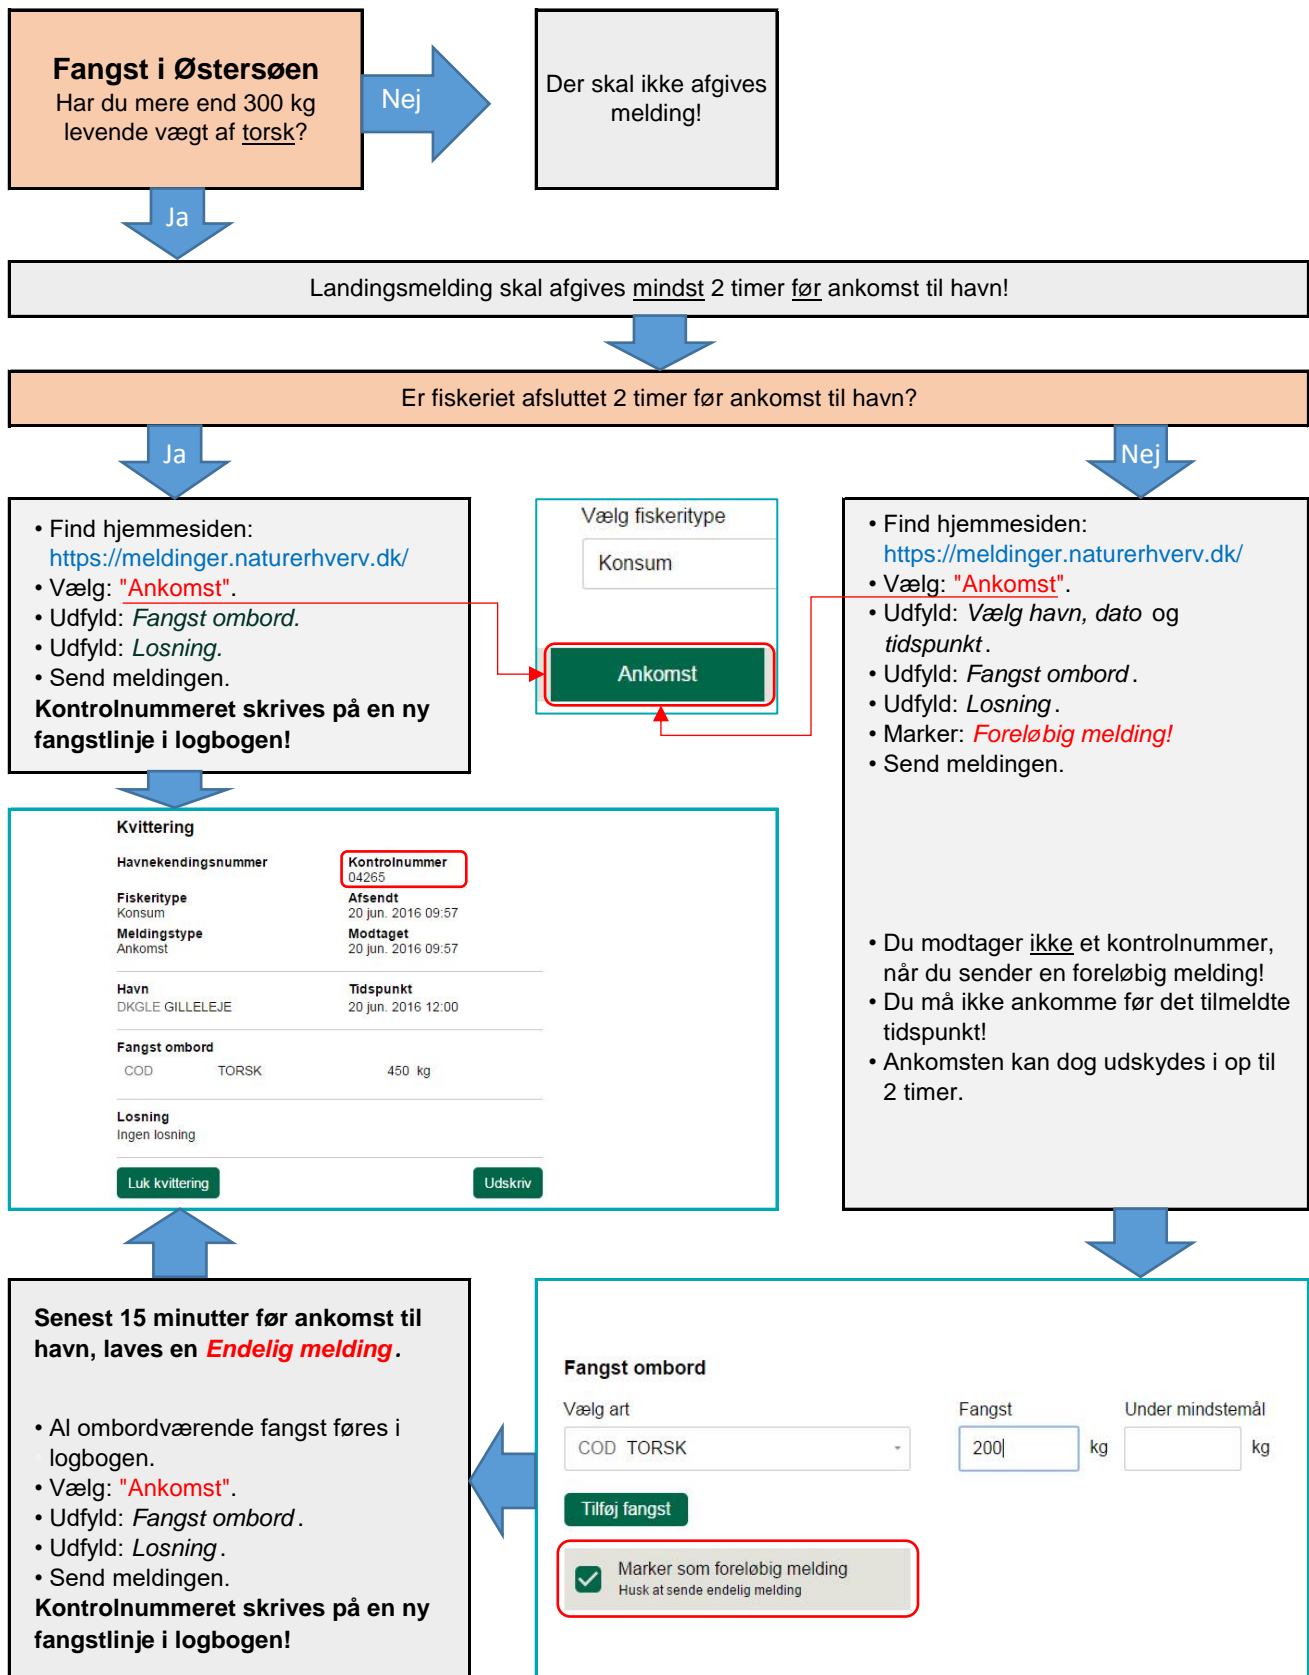 Fangst i Østersøen
Har du mere end 300 kg
levende vægt af torsk?
Nej
Der skal ikke afgives
melding!
Ja
Landingsmelding skal afgives mindst 2 timer før ankomst til havn!
Er fiskeriet afsluttet 2 timer før ankomst til havn?
Ja
Nej
• Find hjemmesiden:
https://meldinger.naturerhverv.dk/
• Vælg: "Ankomst".
• Udfyld: Fangst ombord.
• Udfyld: Losning.
• Send meldingen.
Kontrolnummeret skrives på en ny
fangstlinje i logbogen!
Vælg fiskeritype
Konsum
Ankomst
• Find hjemmesiden:
https://meldinger.naturerhverv.dk/
• Vælg: "Ankomst".
• Udfyld: Vælg havn, dato og
tidspunkt.
• Udfyld: Fangst ombord.
• Udfyld: Losning.
• Marker: Foreløbig melding!
• Send meldingen.
• Du modtager ikke et kontrolnummer,
når du sender en foreløbig melding!
• Du må ikke ankomme før det tilmeldte
tidspunkt!
• Ankomsten kan dog udskydes i op til
2 timer.
Kvittering
Havnekendingsnummer Kontrolnummer
04265
Fiskeritype Afsendt
Konsum 20 jun. 2016 09:57
Meldingstype Modtaget
Ankomst 20 jun. 2016 09:57
Havn Tidspunkt
DKGLE GILLELEJE 20 jun. 2016 12:00
Fangst ombord
COD TORSK 450 kg
Losning
Ingen losning
Luk kvittering Udskriv
Senest 15 minutter før ankomst til
havn, laves en Endelig melding.
• Al ombordværende fangst føres i
logbogen.
• Vælg: "Ankomst".
• Udfyld: Fangst ombord.
• Udfyld: Losning.
• Send meldingen.
Kontrolnummeret skrives på en ny
fangstlinje i logbogen!
Fangst ombord
Vælg art Fangst Under mindstemål
COD TORSK 200 kg kg
Tilføj fangst
Marker som foreløbig melding
Husk at sende endelig melding